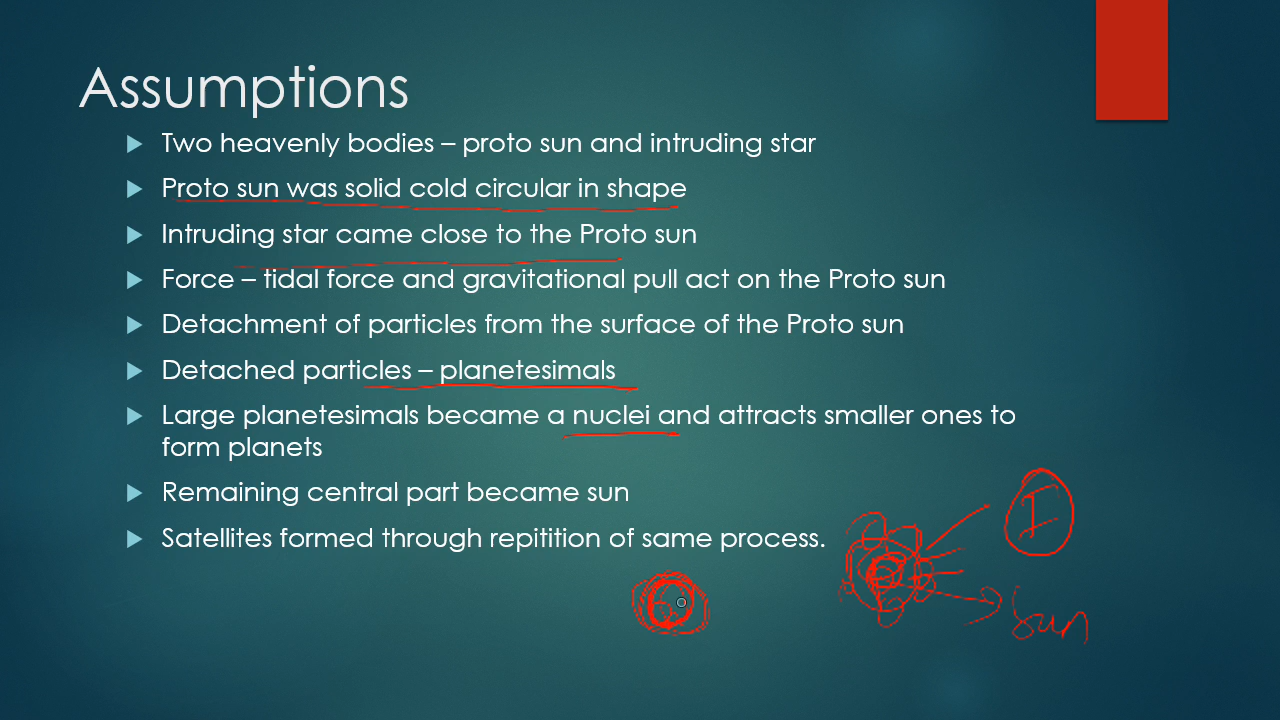 Assumptions
Two heavenly bodies – proto sun and intruding star
Proto sun was solid cold circular in shape
Intruding star came close to the Proto sun
Force – tidal force and gravitational pull act on the Proto sun
Detachment of particles from the surface of the Proto sun
Detached particles – planetesimals
Large planetesimals became a nuclei and attracts smaller ones to
form planets
Remaining central part became sun
Satellites formed through repitition of same process.
I
Sun